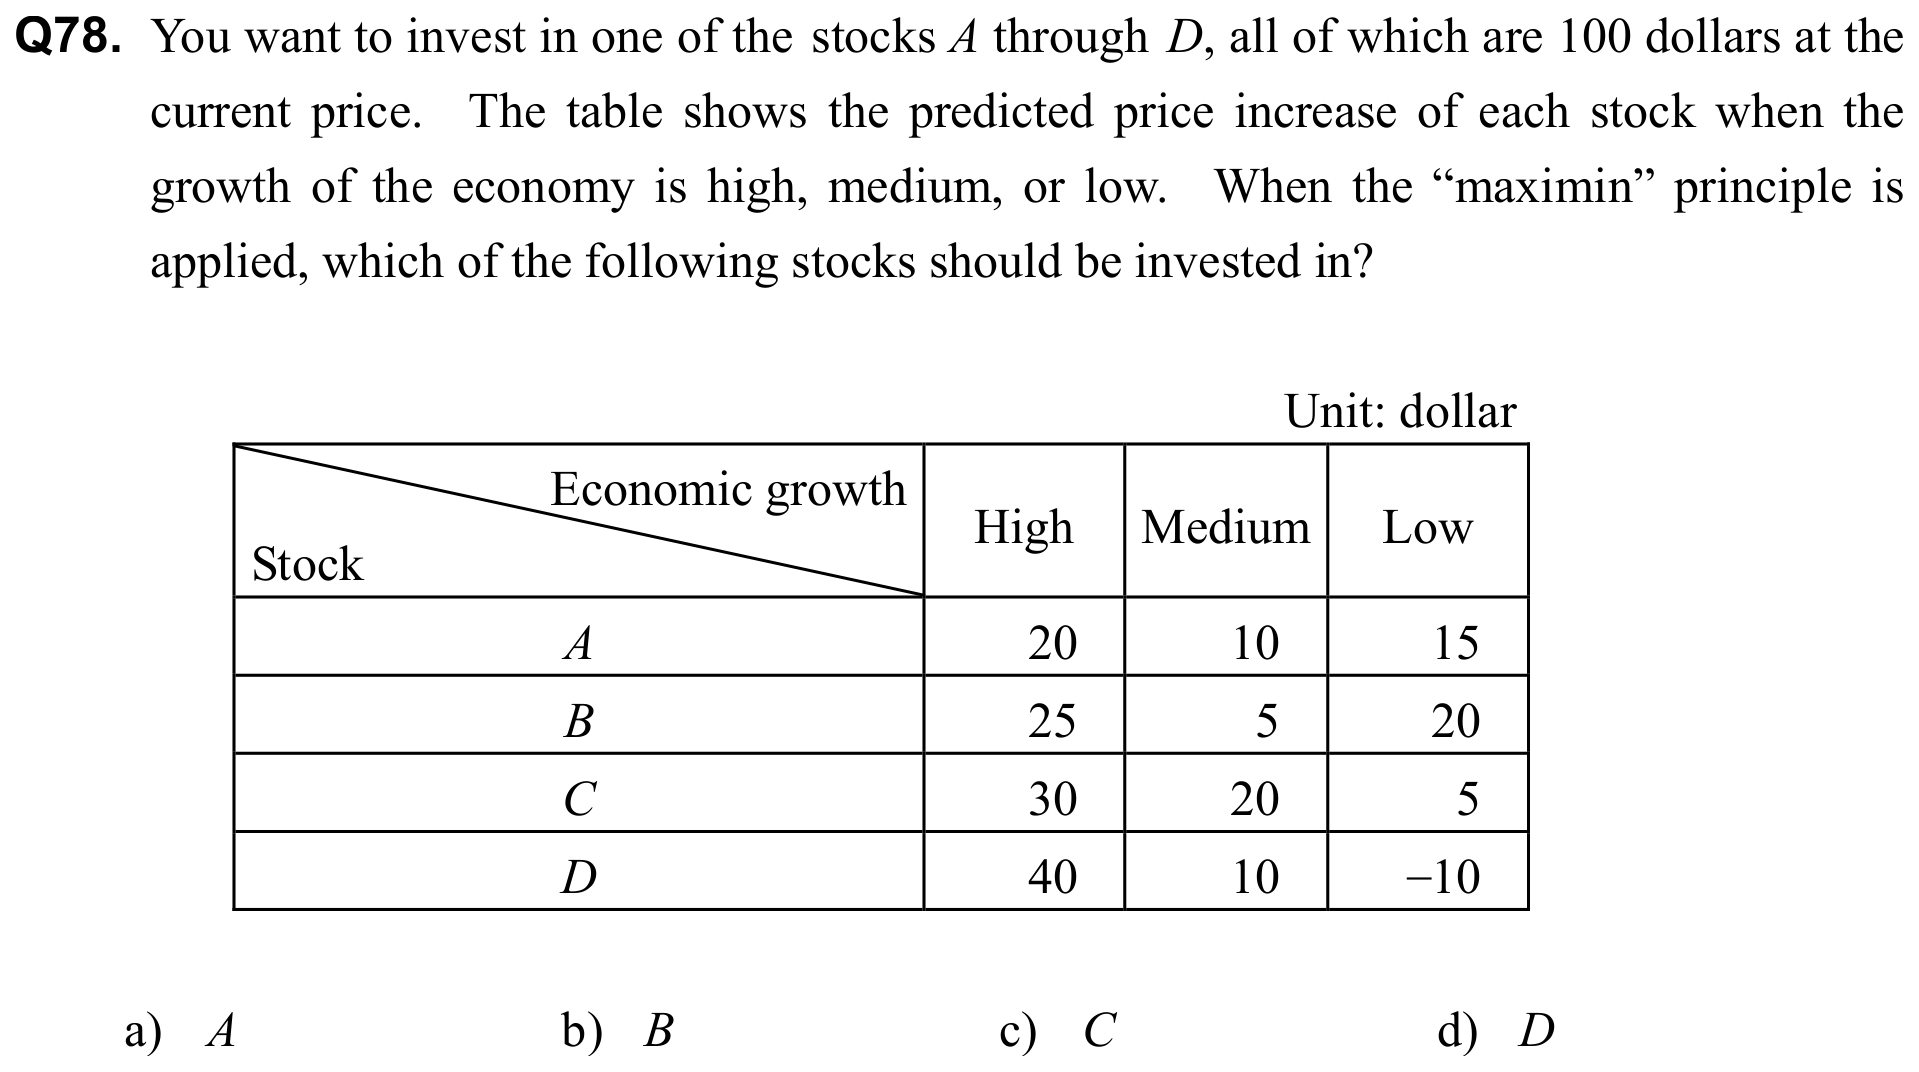 Q78. You want to invest in one of the stocks A through D, all of which are 100 dollars at the
current price. The table shows the predicted price increase of each stock when the
growth of the economy is high, medium, or low. When the “maximin” principle is
applied, which of the following stocks should be invested in?
Unit: dollar
Economic growth
Stock
High Medium Low
A 20 10 15
B 25 5 20
C 30 20 5
D 40 10 –10
a) A b) B c) C d) D